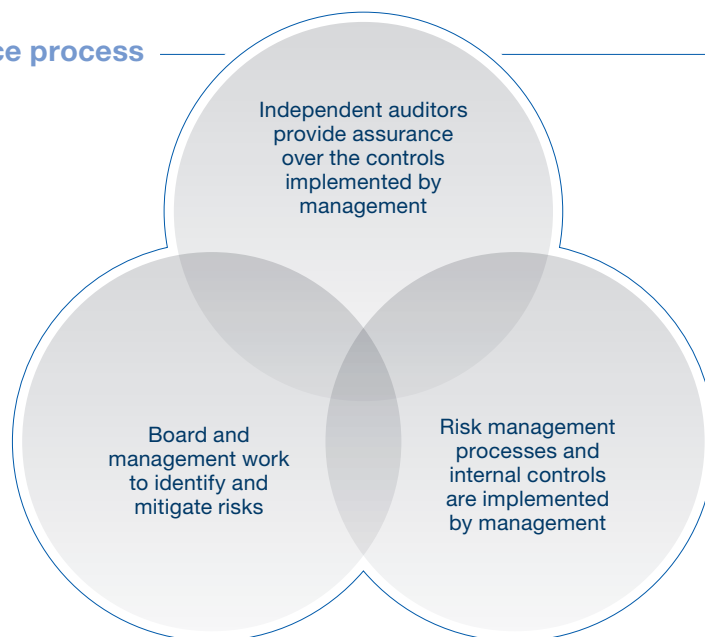 ce process
Independent auditors
provide assurance
over the controls
implemented by
management
Board and
management work
to identify and
mitigate risks
Risk management
processes and
internal controls
are implemented
by management